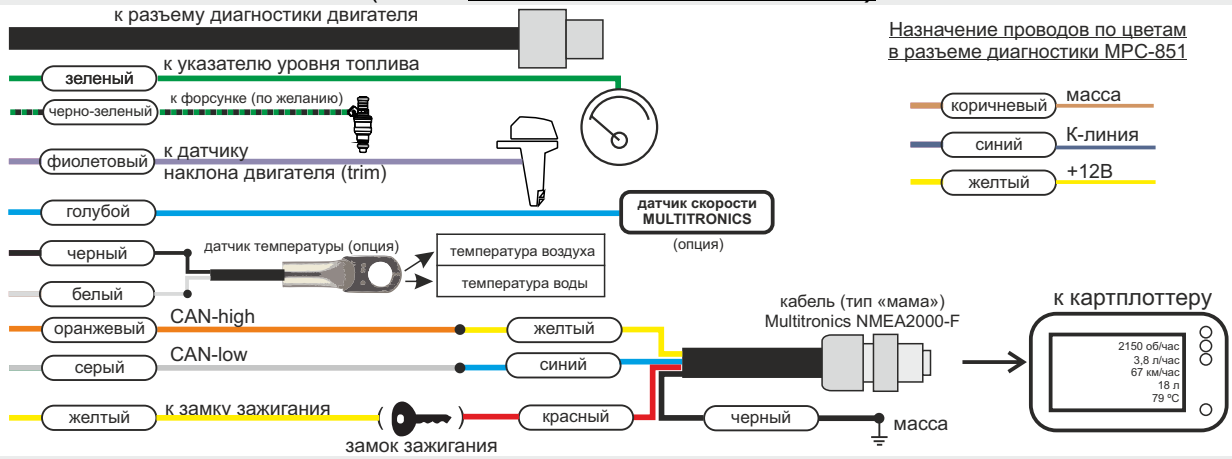 к разъему диагностики двигателя
Назначение проводов по цветам
в разъеме диагностики МРС-851
зеленый
к указателю уровня топлива
черно-зеленый
к форсунке (по желанию)
коричневый
масса
синий
К-линия
желтый
+12В
фиолетовый
к датчику
наклона двигателя (trim)
голубой
датчик скорости
MULTITRONICS
(опция)
черный
белый
датчик температуры (опция)
температура воздуха
температура воды
оранжевый
CAN-high
желтый
серый
CAN-low
синий
кабель (тип «мама»)
Multitronics NMEA2000-F
к картплоттеру
2150 об/час
3,8 л/час
67 км/час
18 л
79 ºC
желтый
к замку зажигания
замок зажигания
красный
черный
масса